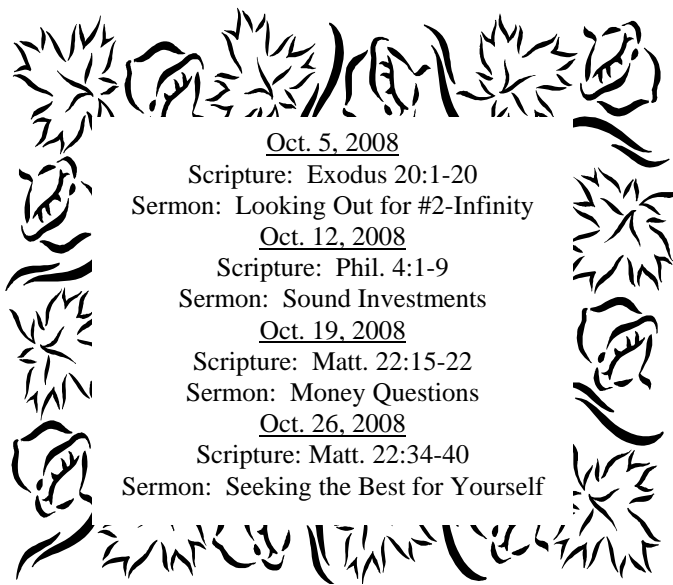 Oct. 5, 2008
Scripture:  Exodus 20:1-20
Sermon:  Looking Out for #2-Infinity
Oct. 12, 2008
Scripture:  Phil. 4:1-9
Sermon:  Sound Investments
Oct. 19, 2008
Scripture:  Matt. 22:15-22
Sermon:  Money Questions
Oct. 26, 2008
Scripture: Matt. 22:34-40
Sermon:  Seeking the Best for Yourself